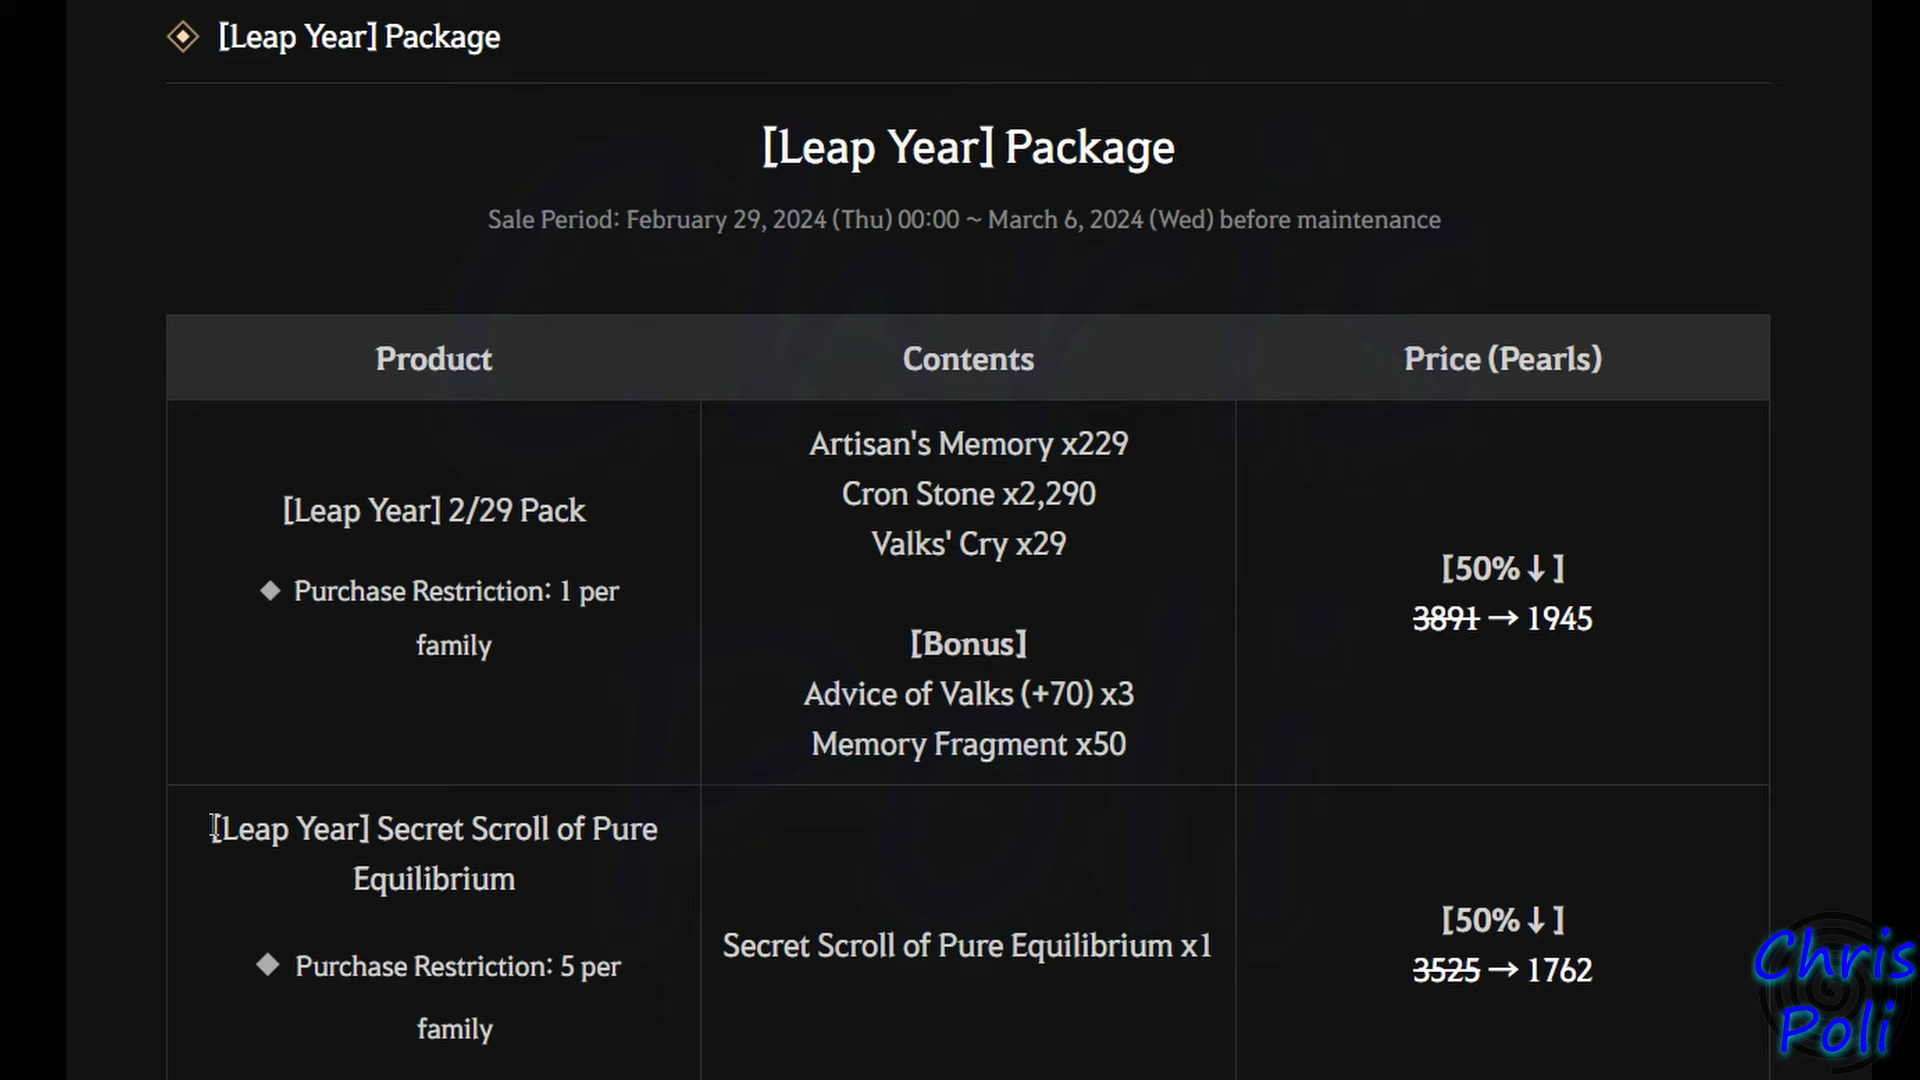 [Leap Year] Package
[Leap Year] Package
Sale Period: February 29, 2024 (Thu) 00:00 ~ March 6, 2024 (Wed) before maintenance
Product
Contents
Price (Pearls)
[Leap Year] 2/29 Pack
Purchase Restriction: 1 per
family
Artisan's Memory x229
Cron Stone x2,290
Valks' Cry x29
[Bonus]
Advice of Valks (+70) x3
Memory Fragment x50
[50%↓]
3891 → 1945
[Leap Year] Secret Scroll of Pure
Equilibrium
Purchase Restriction: 5 per
family
Secret Scroll of Pure Equilibrium x1
[50%↓]
3525 → 1762
Chris
Poli
Chris
Poli